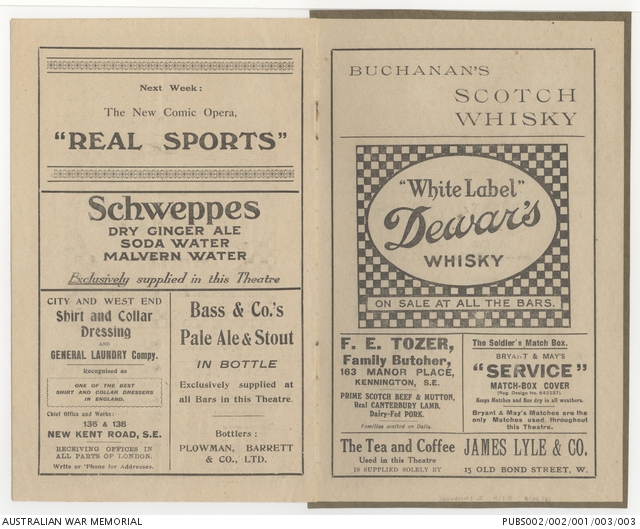 Next Week:
The New Comic Opera,
"REAL SPORTS"
Schweppes
DRY GINGER ALE
SODA WATER
MALVERN WATER
Exclusively supplied in this Theatre
CITY AND WEST END
Shirt and Collar
Dressing
AND
GENERAL LAUNDRY Compy.
Recognised as
ONE OF THE BEST
SHIRT AND COLLAR DRESSERS
IN ENGLAND.
Chief Office and Works:
136 & 138
NEW KENT ROAD, S.E.
RECEIVING OFFICES IN
ALL PARTS OF LONDON.
Write or 'Phone for Addresses.
Bass & Co.'s
Pale Ale & Stout
IN BOTTLE
Exclusively supplied at
all Bars in this Theatre.
Bottlers:
PLOWMAN, BARRETT
& CO., LTD.
BUCHANAN'S
SCOTCH
WHISKY
"White Label"
Dewar's
WHISKY
ON SALE AT ALL THE BARS.
F. E. TOZER,
Family Butcher,
163 MANOR PLACE,
KENNINGTON, S.E.
PRIME SCOTCH BEEF & MUTTON,
Real CANTERBURY LAMB,
Dairy-Fed PORK.
Families waited on Daily.
The Soldier's Match Box.
BRYANT & MAY'S
"SERVICE"
MATCH-BOX COVER
(Reg. Design No. 642237).
Keeps Matches and Box dry in all weathers.
Bryant & May's Matches are the
only Matches used throughout
this Theatre.
The Tea and Coffee
Used in this Theatre
IS SUPPLIED SOLELY BY
JAMES LYLE & CO.
15 OLD BOND STREET, W.
AUSTRALIAN WAR MEMORIAL
PUBS002/002/001/003/003